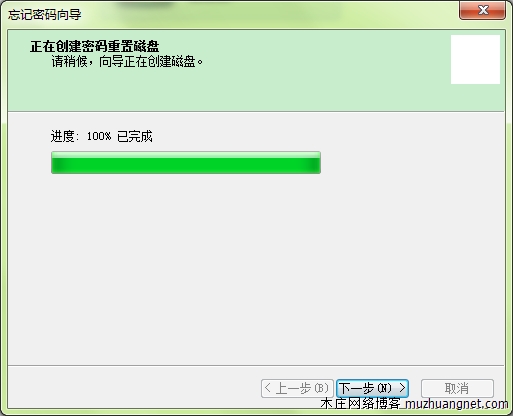 忘记密码向导
正在创建密码重置磁盘
请稍候，向导正在创建磁盘。
进度: 100% 已完成
< 上一步(B) 下一步(N) > 取消
木庄网络博客 muzhuangnet.com